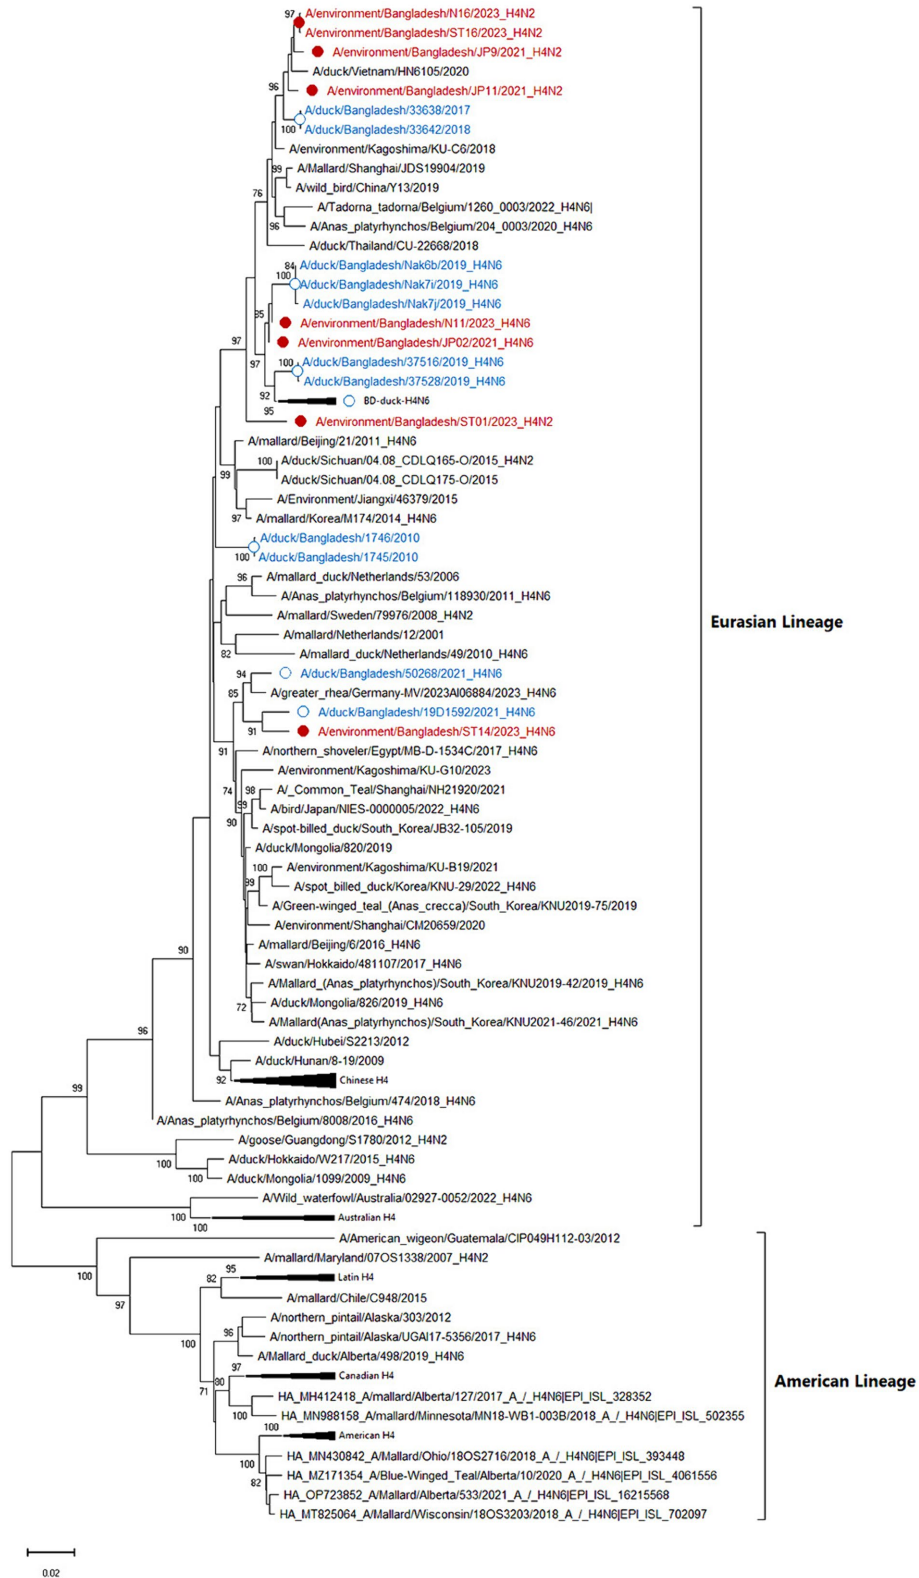 97
A/environment/Bangladesh/N16/2023_H4N2
A/environment/Bangladesh/ST16/2023_H4N2
A/environment/Bangladesh/JP9/2021_H4N2
A/duck/Vietnam/HN6105/2020
96
A/environment/Bangladesh/JP11/2021_H4N2
A/duck/Bangladesh/33638/2017
100
A/duck/Bangladesh/33642/2018
A/environment/Kagoshima/KU-C6/2018
99
A/Mallard/Shanghai/JDS19904/2019
A/wild_bird/China/Y13/2019
76
A/Tadorna_tadorna/Belgium/1260_0003/2022_H4N6|
96
A/Anas_platyrhynchos/Belgium/204_0003/2020_H4N6
A/duck/Thailand/CU-22668/2018
84
A/duck/Bangladesh/Nak6b/2019_H4N6
100
A/duck/Bangladesh/Nak7i/2019_H4N6
A/duck/Bangladesh/Nak7j/2019_H4N6
85
A/environment/Bangladesh/N11/2023_H4N6
97
A/environment/Bangladesh/JP02/2021_H4N6
97
100
A/duck/Bangladesh/37516/2019_H4N6
A/duck/Bangladesh/37528/2019_H4N6
92
BD-duck-H4N6
95
A/environment/Bangladesh/ST01/2023_H4N2
A/mallard/Beijing/21/2011_H4N6
100
A/duck/Sichuan/04.08_CDLQ165-O/2015_H4N2
99
A/duck/Sichuan/04.08_CDLQ175-O/2015
A/Environment/Jiangxi/46379/2015
97
A/mallard/Korea/M174/2014_H4N6
A/duck/Bangladesh/1746/2010
100
A/duck/Bangladesh/1745/2010
96
A/mallard_duck/Netherlands/53/2006
A/Anas_platyrhynchos/Belgium/118930/2011_H4N6
A/mallard/Sweden/79976/2008_H4N2
Eurasian Lineage
A/mallard/Netherlands/12/2001
82
A/mallard_duck/Netherlands/49/2010_H4N6
94
A/duck/Bangladesh/50268/2021_H4N6
85
A/greater_rhea/Germany-MV/2023AI06884/2023_H4N6
A/duck/Bangladesh/19D1592/2021_H4N6
91
A/environment/Bangladesh/ST14/2023_H4N6
91
A/northern_shoveler/Egypt/MB-D-1534C/2017_H4N6
A/environment/Kagoshima/KU-G10/2023
74
98
A/_Common_Teal/Shanghai/NH21920/2021
99
A/bird/Japan/NIES-0000005/2022_H4N6
90
A/spot-billed_duck/South_Korea/JB32-105/2019
A/duck/Mongolia/820/2019
100
A/environment/Kagoshima/KU-B19/2021
99
A/spot_billed_duck/Korea/KNU-29/2022_H4N6
A/Green-winged_teal_(Anas_crecca)/South_Korea/KNU2019-75/2019
A/environment/Shanghai/CM20659/2020
90
A/mallard/Beijing/6/2016_H4N6
A/swan/Hokkaido/481107/2017_H4N6
A/Mallard_(Anas_platyrhynchos)/South_Korea/KNU2019-42/2019_H4N6
72
A/duck/Mongolia/826/2019_H4N6
A/Mallard(Anas_platyrhynchos)/South_Korea/KNU2021-46/2021_H4N6
96
A/duck/Hubei/S2213/2012
A/duck/Hunan/8-19/2009
92
Chinese H4
99
A/Anas_platyrhynchos/Belgium/474/2018_H4N6
A/Anas_platyrhynchos/Belgium/8008/2016_H4N6
A/goose/Guangdong/S1780/2012_H4N2
100
A/duck/Hokkaido/W217/2015_H4N6
100
A/duck/Mongolia/1099/2009_H4N6
A/Wild_waterfowl/Australia/02927-0052/2022_H4N6
100
Australian H4
100
A/American_wigeon/Guatemala/CIP049H112-03/2012
A/mallard/Maryland/07OS1338/2007_H4N2
100
95
82
Latin H4
97
A/mallard/Chile/C948/2015
A/northern_pintail/Alaska/303/2012
96
A/northern_pintail/Alaska/UGAI17-5356/2017_H4N6
100
A/Mallard_duck/Alberta/498/2019_H4N6
97
80
Canadian H4
American Lineage
71
HA_MH412418_A/mallard/Alberta/127/2017_A_/_H4N6|EPI_ISL_328352
100
HA_MN988158_A/mallard/Minnesota/MN18-WB1-003B/2018_A_/_H4N6|EPI_ISL_502355
100
American H4
HA_MN430842_A/Mallard/Ohio/18OS2716/2018_A_/_H4N6|EPI_ISL_393448
100
HA_MZ171354_A/Blue-Winged_Teal/Alberta/10/2020_A_/_H4N6|EPI_ISL_4061556
82
HA_OP723852_A/Mallard/Alberta/533/2021_A_/_H4N6|EPI_ISL_16215568
HA_MT825064_A/Mallard/Wisconsin/18OS3203/2018_A_/_H4N6|EPI_ISL_702097
0.02